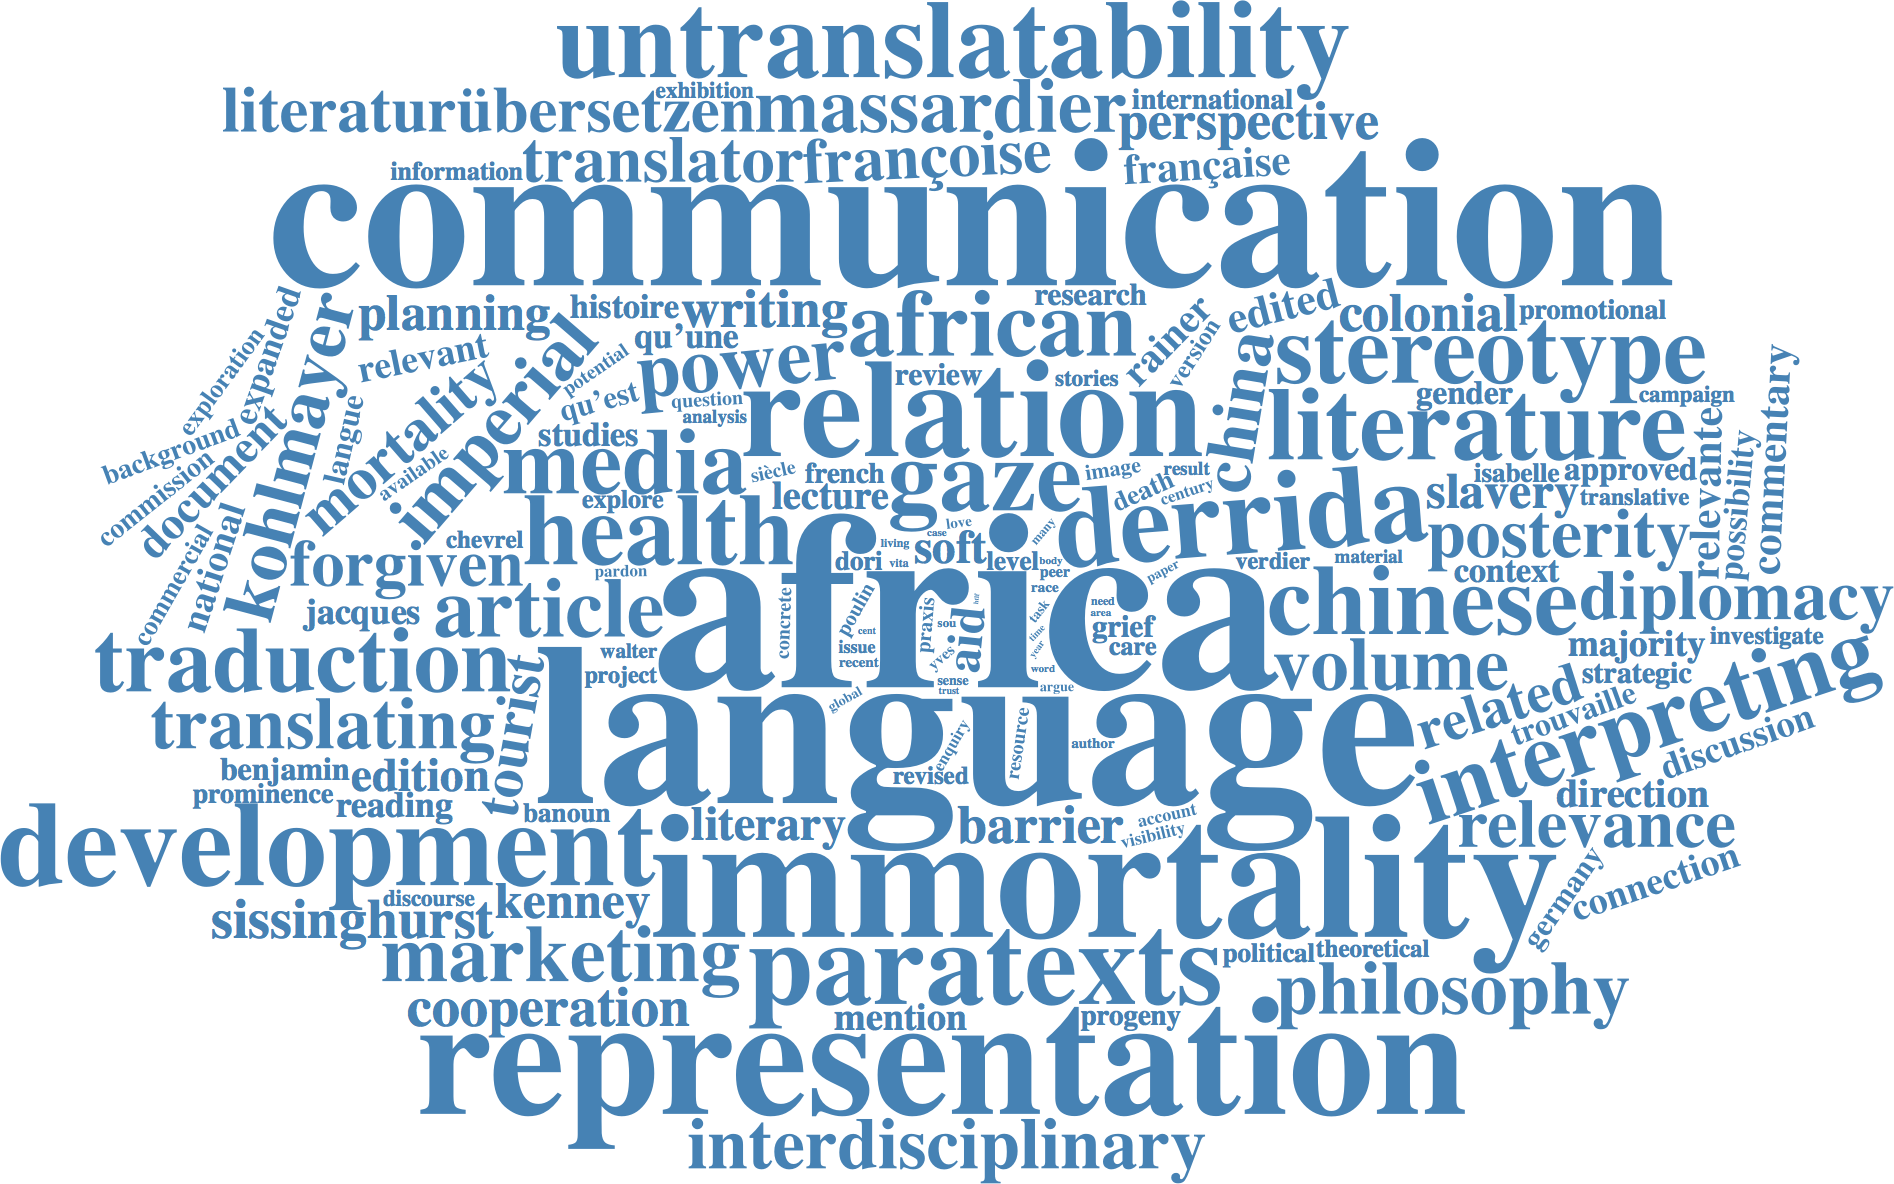 untranslatability
exhibition
literaturübersetzen
massardier
international
perspective
information
translator
françoise
française
communication
planning
histoire
writing
african
research
rainer
version
edited
colonial
promotional
exploration
expanded
kohlmayer
relevant
mortality
imperial
potential
qu'une
qu'est
power
question
analysis
review
stories
relation
china
stereotype
gender
campaign
literature
commentary
background
commission
document
langue
available
studies
media
siècle
french
lecture
explore
gaze
image
death
result
century
derrida
isabelle
approved
slavery
translative
relevante
possibility
posterity
commercial
national
chevrel
forgiven
health
pardon
jacques
article
africa
dori
living
vita
case
love
soft
level
many
body
peer
race
paper
verdier
material
context
chinese
diplomacy
traduction
walter
project
concrete
poulin
cent
issue
recent
praxis
sou
yves
aid
sense
trust
task
time
year
word
argue
need
area
grief
care
volume
majority
investigate
strategic
related
trouvaille
interpreting
discussion
translating
tourist
language
global
enquiry
resource
author
revised
benjamin
edition
prominence
reading
banoun
direction
development
literary
barrier
account
visibility
relevance
immortality
germany
connection
discourse
sissinghurst
kenney
marketing
paratexts
political
theoretical
philosophy
cooperation
mention
progeny
representation
interdisciplinary